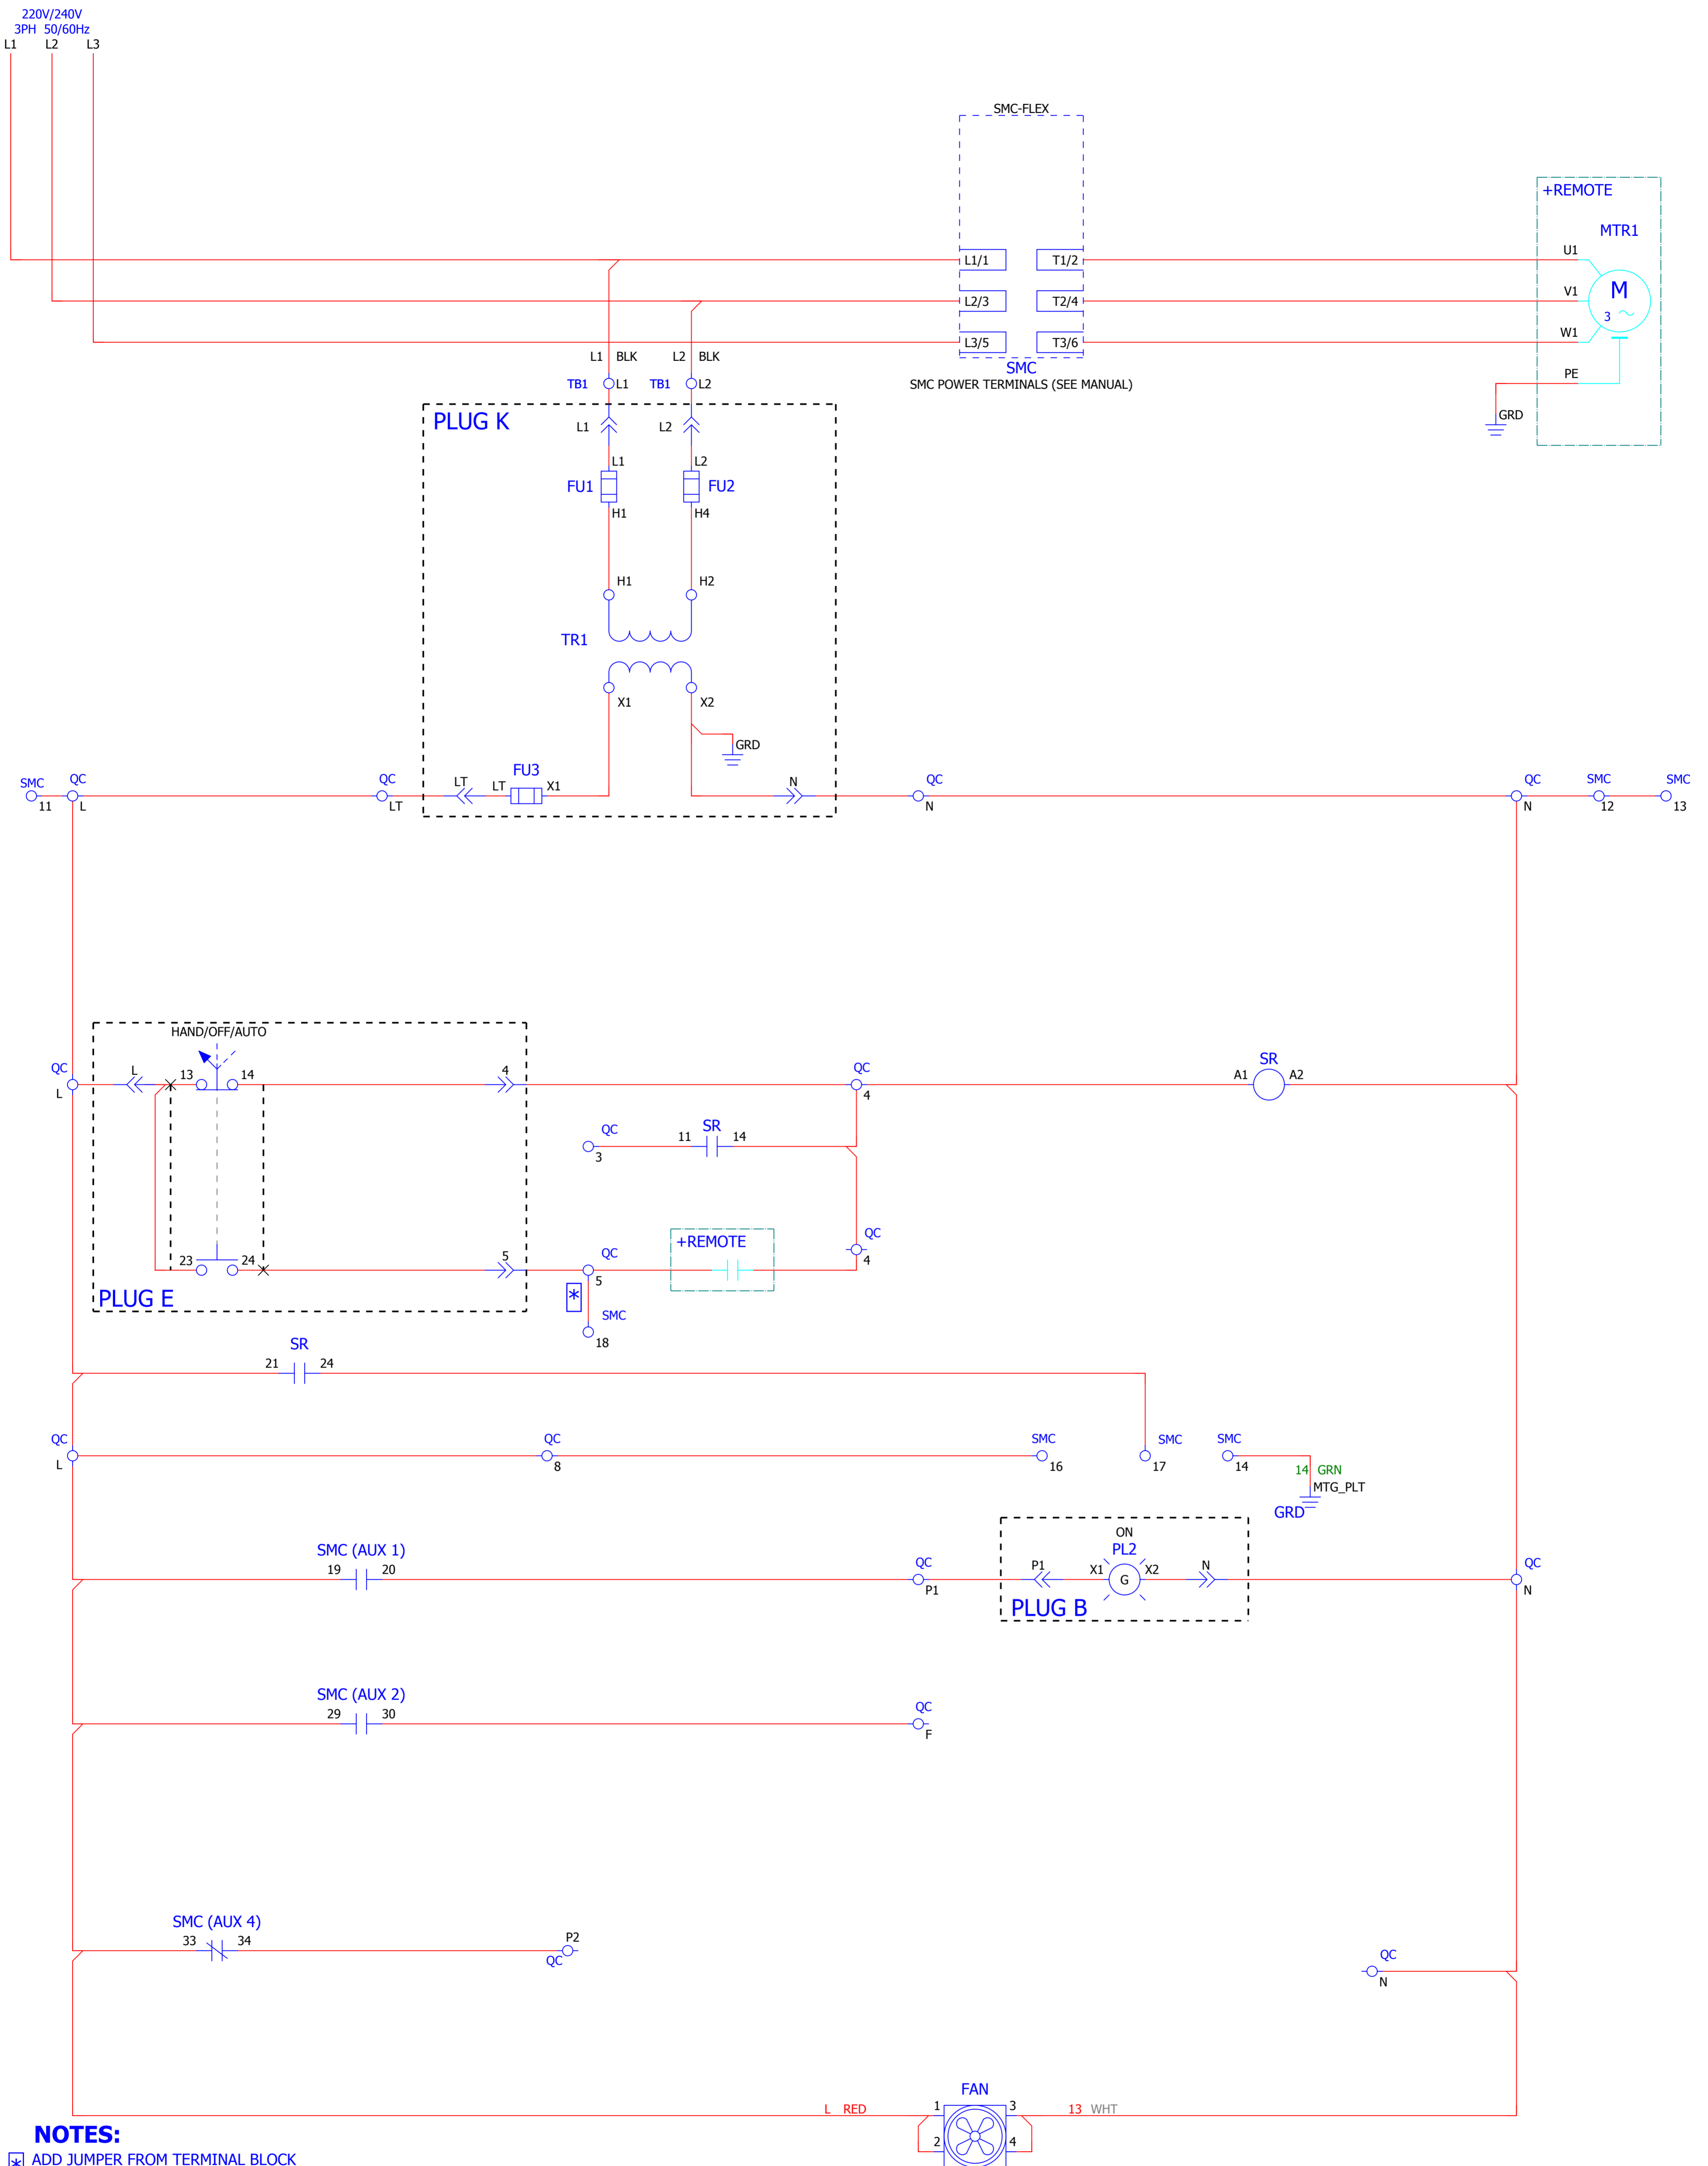 220V/240V
3PH 50/60Hz
L1 L2 L3
SMC-FLEX
+REMOTE
MTR1
L1/1 T1/2 U1
L2/3 T2/4 V1 M
3
L3/5 T3/6 W1
L1 BLK L2 BLK
SMC
PE
TB1 L1 TB1 L2
SMC POWER TERMINALS (SEE MANUAL)
GRD
PLUG K
L1 L2
L1 L2
FU1 FU2
H1 H4
H1 H2
TR1
X1 X2
GRD
SMC QC QC LT LT FU3 X1 N QC QC SMC SMC
11 L LT N N 12 13
HAND/OFF/AUTO
QC L 13 14 4 QC SR
A1 A2
L 4
QC 11 SR 14
3
QC
+REMOTE
23 24 5 QC 4
5
PLUG E
*
SMC
18
SR
21 24
QC QC SMC SMC SMC
L 8 16 17 14
14 GRN
MTG_PLT
GRD
ON
SMC (AUX 1) PL2
19 20 QC P1 X1 G X2 N QC
P1 N
PLUG B
SMC (AUX 2)
29 30 QC
F
SMC (AUX 4)
33 34 P2
QC
QC
N
FAN
L RED 1 3 13 WHT
2 4
NOTES:
* ADD JUMPER FROM TERMINAL BLOCK